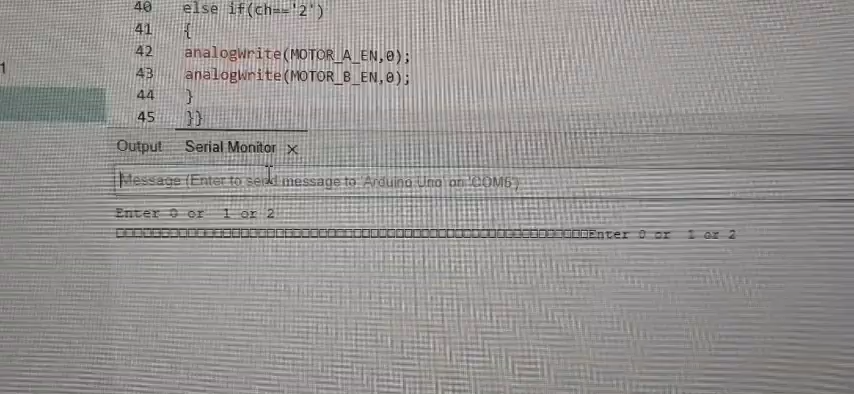 40 else if(ch=='2')
41 {
42 analogWrite(MOTOR_A_EN,0);
1
43 analogWrite(MOTOR_B_EN,0);
44 }
45 }}
Output Serial Monitor
Message (Enter to send message to 'Arduino Uno' on 'COM5')
Enter 0 or 1 or 2
Enter 0 or 1 or 2